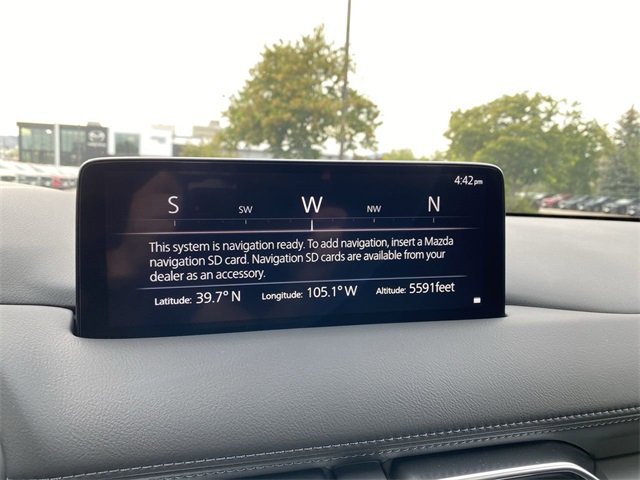 4:42pm
S SW W NW N
This system is navigation ready. To add navigation, insert a Mazda
navigation SD card. Navigation SD cards are available from your
dealer as an accessory.
Latitude: 39.7° N Longitude: 105.1° W Altitude: 5591feet